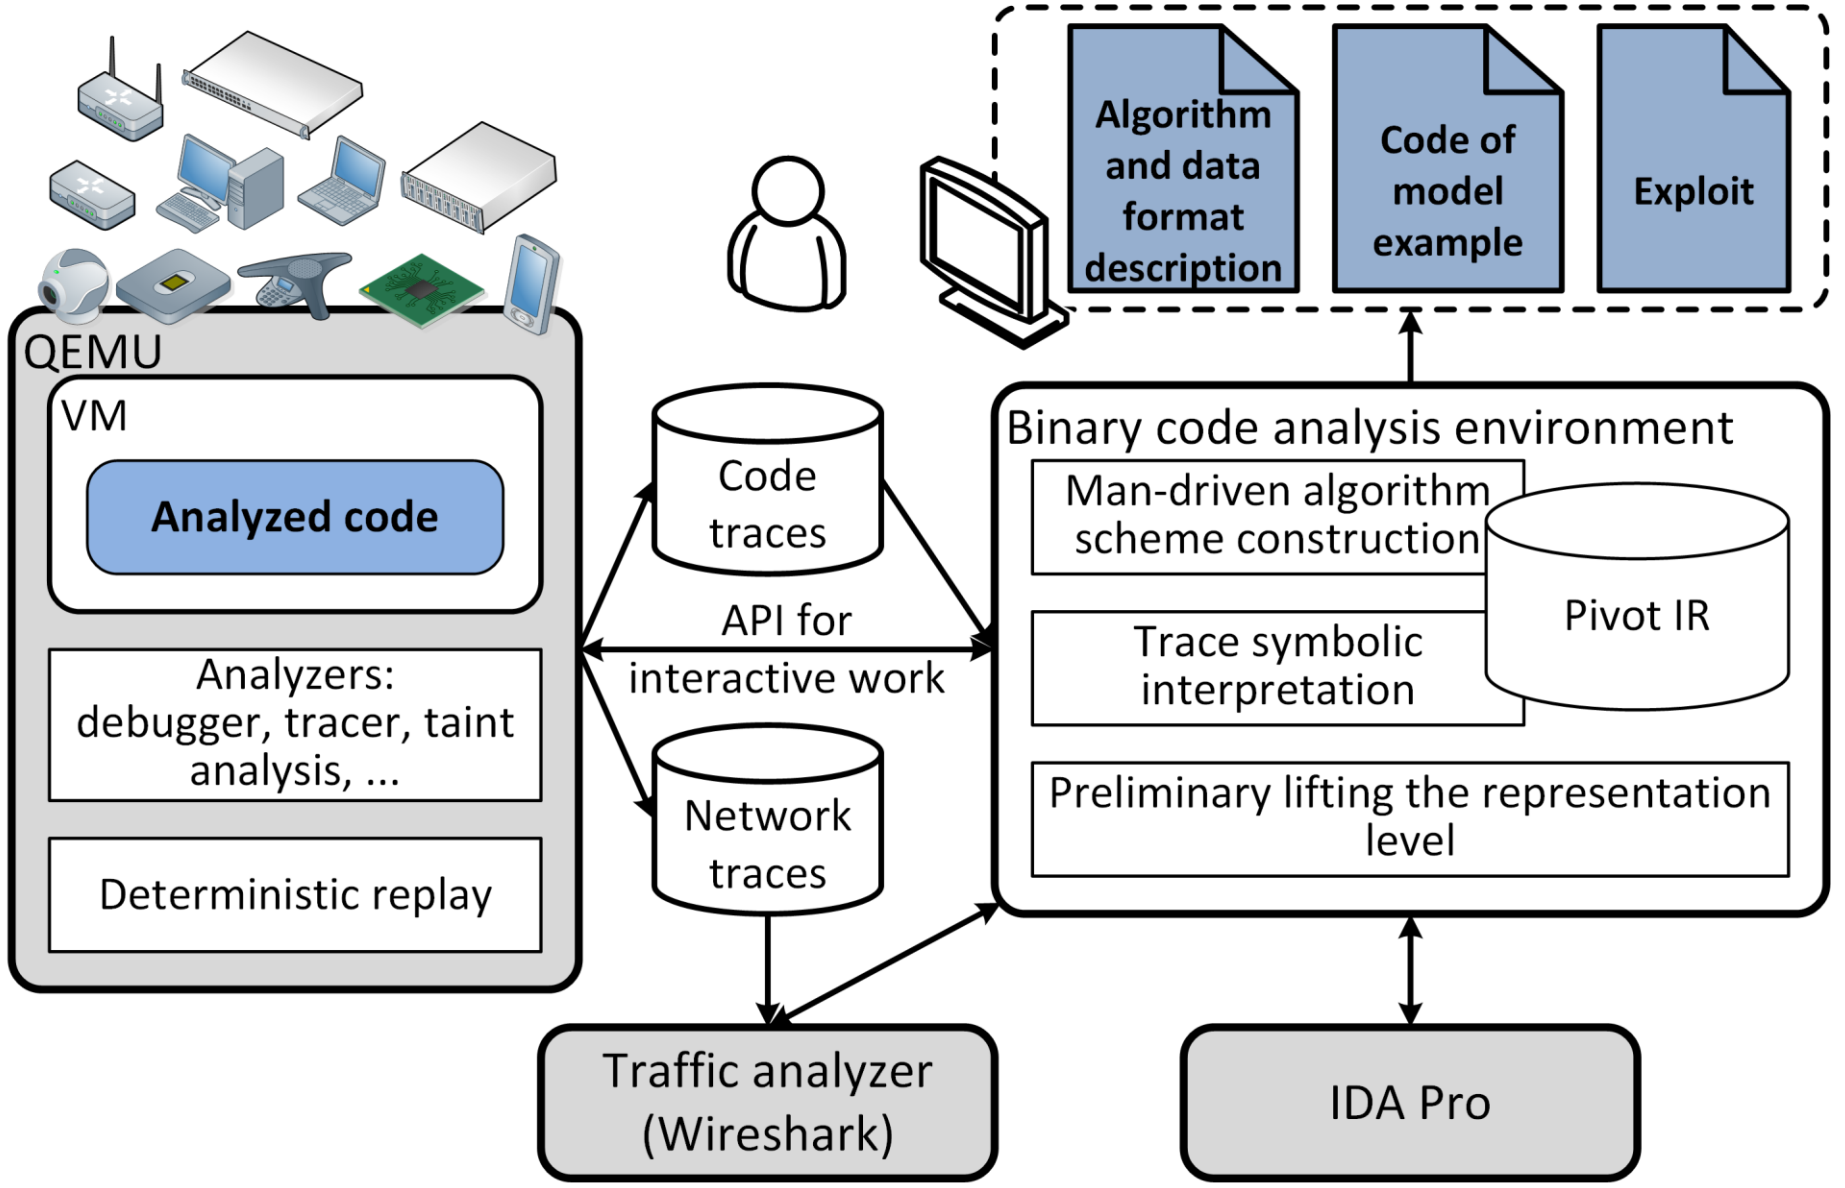 Algorithm
and data
format
description
Code of
model
example
Exploit
QEMU
VM
Analyzed code
Analyzers:
debugger, tracer, taint
analysis, ...
Deterministic replay
Code
traces
API for
interactive work
Network
traces
Binary code analysis environment
Man-driven algorithm
scheme construction
Trace symbolic
interpretation
Pivot IR
Preliminary lifting the representation
level
Traffic analyzer
(Wireshark)
IDA Pro